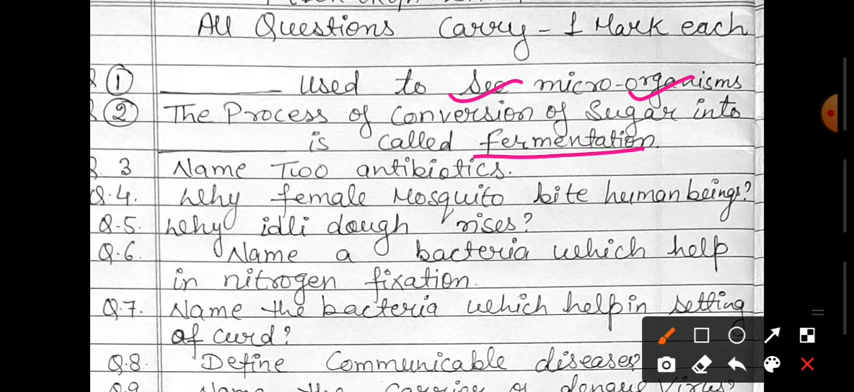 All Questions Carry - 1 Mark each
① ________ used to see micro-organisms
② The Process of Conversion of Sugar into
________ is called fermentation.
3 Name Two antibiotics.
Q.4. Why female Mosquito bite human beings?
Q.5. Why idli dough rises?
Q.6 Name a bacteria which help
in nitrogen fixation.
Q.7. Name the bacteria which help in setting
of curd?
Q.8. Define Communicable diseases?